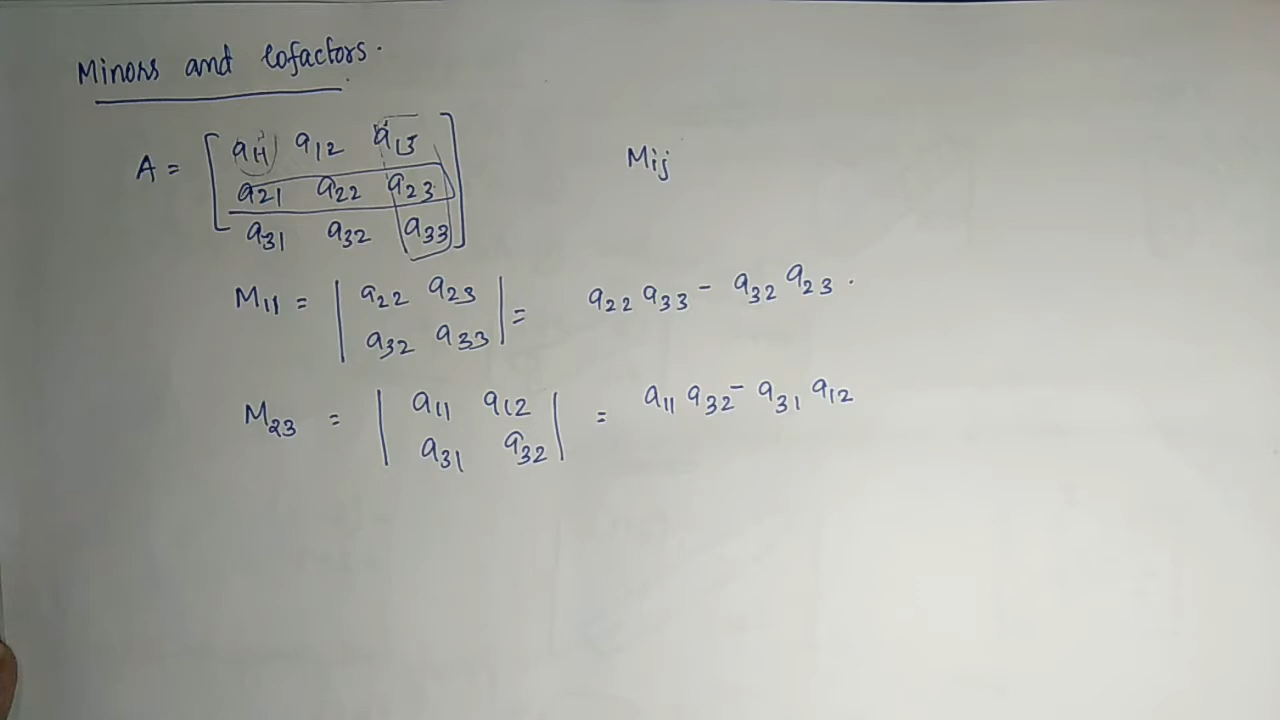 Minors and cofactors.
A = [ a11 a12 a13
a21 a22 a23
a31 a32 a33 ]
Mij
M11 = | a22 a23
a32 a33 | = a22 a33 - a32 a23.
M23 = | a11 a12
a31 a32 | = a11 a32 - a31 a12